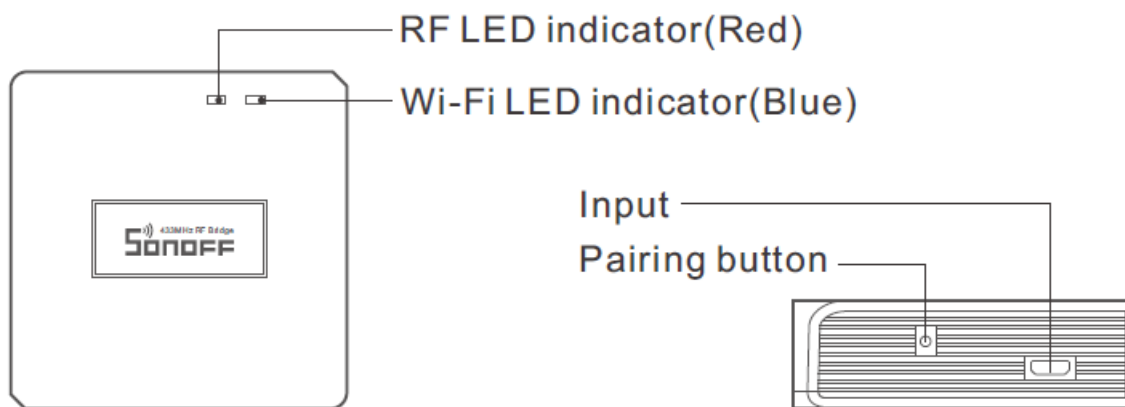 RF LED indicator(Red)
Wi-Fi LED indicator(Blue)
433MHz RF Bridge
SONOFF
Input
Pairing button